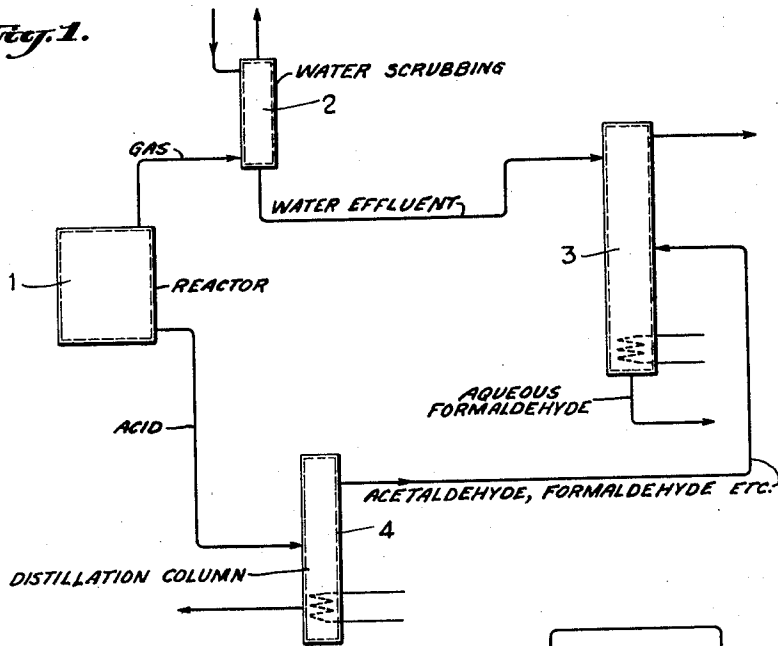 Fig. 1.
WATER SCRUBBING
2
GAS
WATER EFFLUENT
3
1
REACTOR
AQUEOUS
FORMALDEHYDE
ACID
ACETALDEHYDE, FORMALDEHYDE ETC.
4
DISTILLATION COLUMN